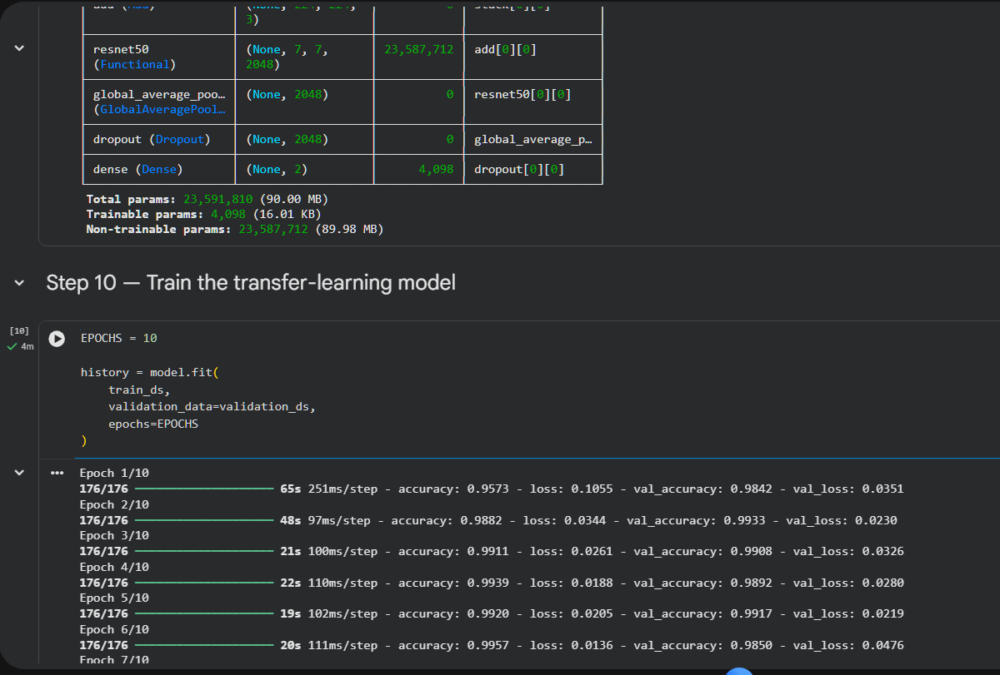 add (Add) (None, 224, 224, 0 stack[0][0]
3)
resnet50 (None, 7, 7, 23,587,712 add[0][0]
(Functional) 2048)
global_average_poo… (None, 2048) 0 resnet50[0][0]
(GlobalAveragePool…
dropout (Dropout) (None, 2048) 0 global_average_p…
dense (Dense) (None, 2) 4,098 dropout[0][0]
Total params: 23,591,810 (90.00 MB)
Trainable params: 4,098 (16.01 KB)
Non-trainable params: 23,587,712 (89.98 MB)
Step 10 — Train the transfer-learning model
[10]
4m
EPOCHS = 10
history = model.fit(
train_ds,
validation_data=validation_ds,
epochs=EPOCHS
)
Epoch 1/10
176/176 65s 251ms/step - accuracy: 0.9573 - loss: 0.1055 - val_accuracy: 0.9842 - val_loss: 0.0351
Epoch 2/10
176/176 48s 97ms/step - accuracy: 0.9882 - loss: 0.0344 - val_accuracy: 0.9933 - val_loss: 0.0230
Epoch 3/10
176/176 21s 100ms/step - accuracy: 0.9911 - loss: 0.0261 - val_accuracy: 0.9908 - val_loss: 0.0326
Epoch 4/10
176/176 22s 110ms/step - accuracy: 0.9939 - loss: 0.0188 - val_accuracy: 0.9892 - val_loss: 0.0280
Epoch 5/10
176/176 19s 102ms/step - accuracy: 0.9920 - loss: 0.0205 - val_accuracy: 0.9917 - val_loss: 0.0219
Epoch 6/10
176/176 20s 111ms/step - accuracy: 0.9957 - loss: 0.0136 - val_accuracy: 0.9850 - val_loss: 0.0476
Epoch 7/10